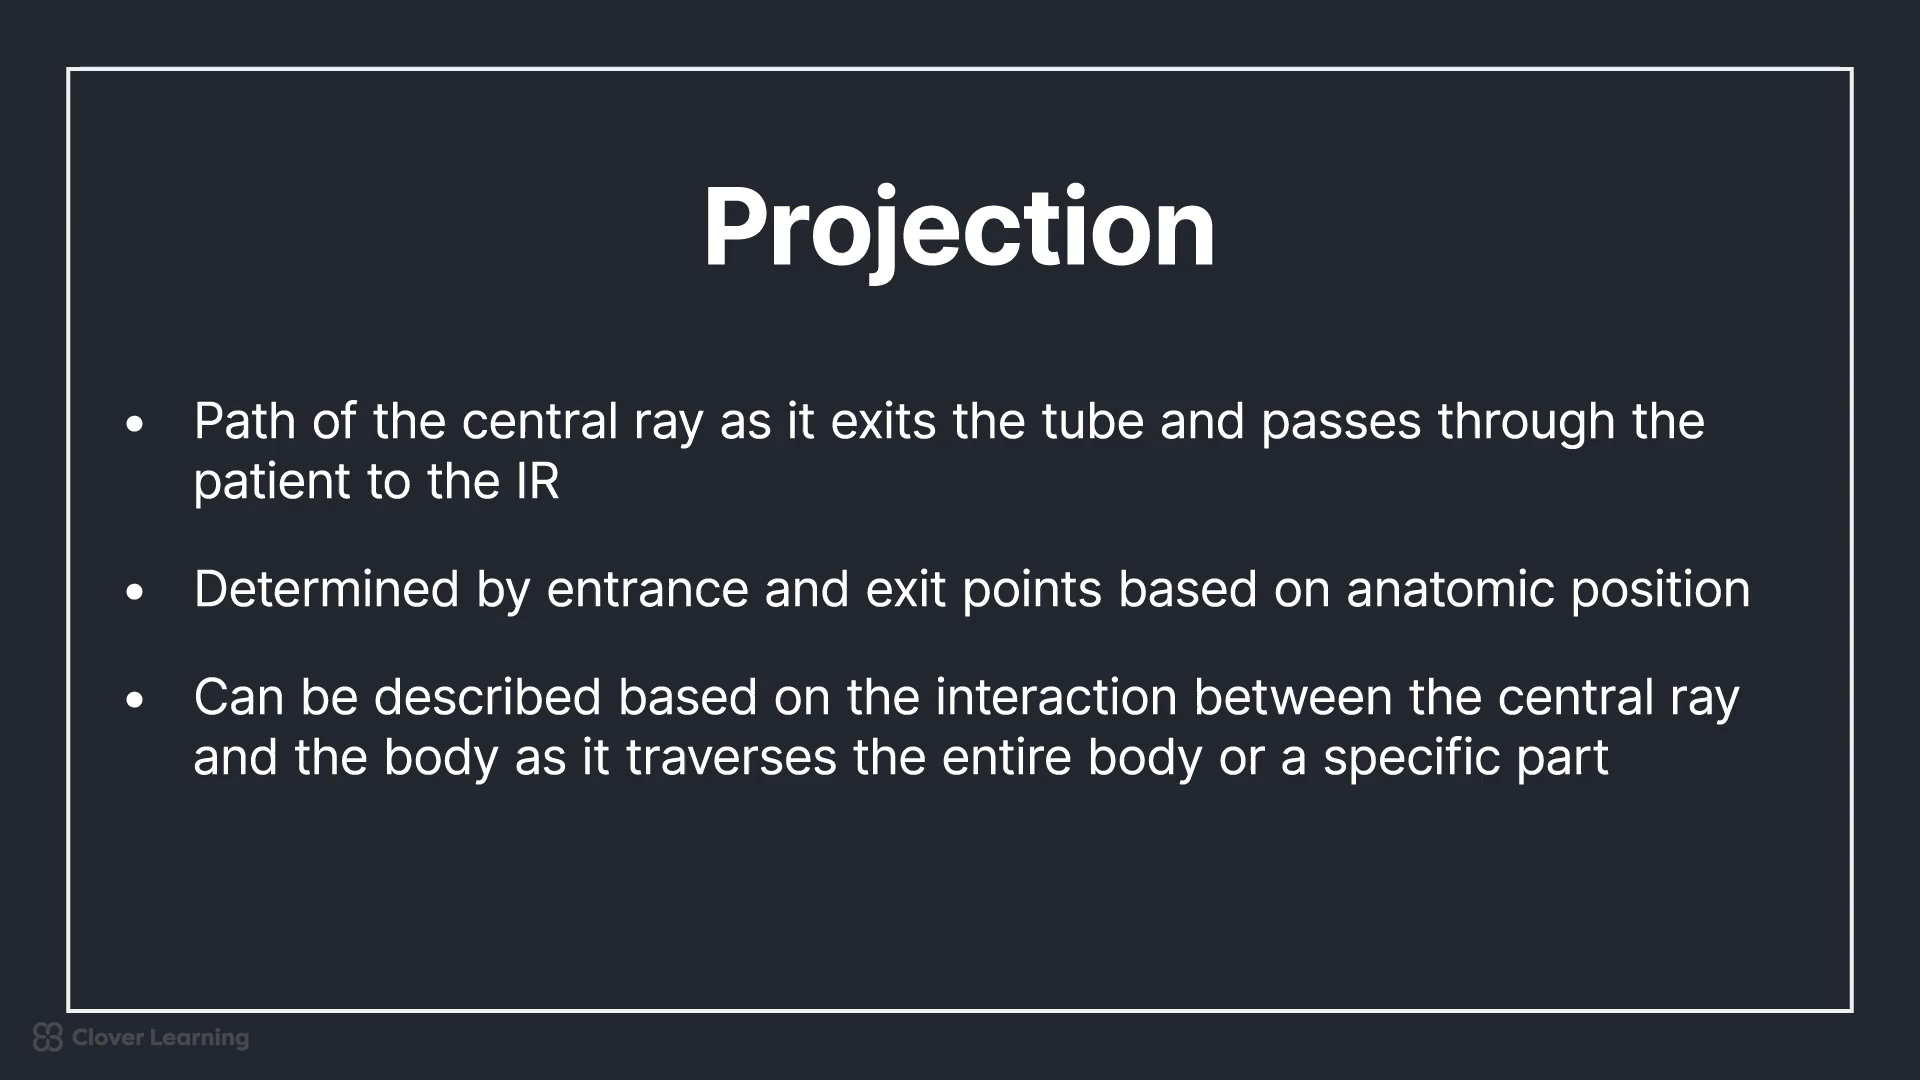 Projection
• Path of the central ray as it exits the tube and passes through the
patient to the IR
• Determined by entrance and exit points based on anatomic position
• Can be described based on the interaction between the central ray
and the body as it traverses the entire body or a specific part
Clover Learning